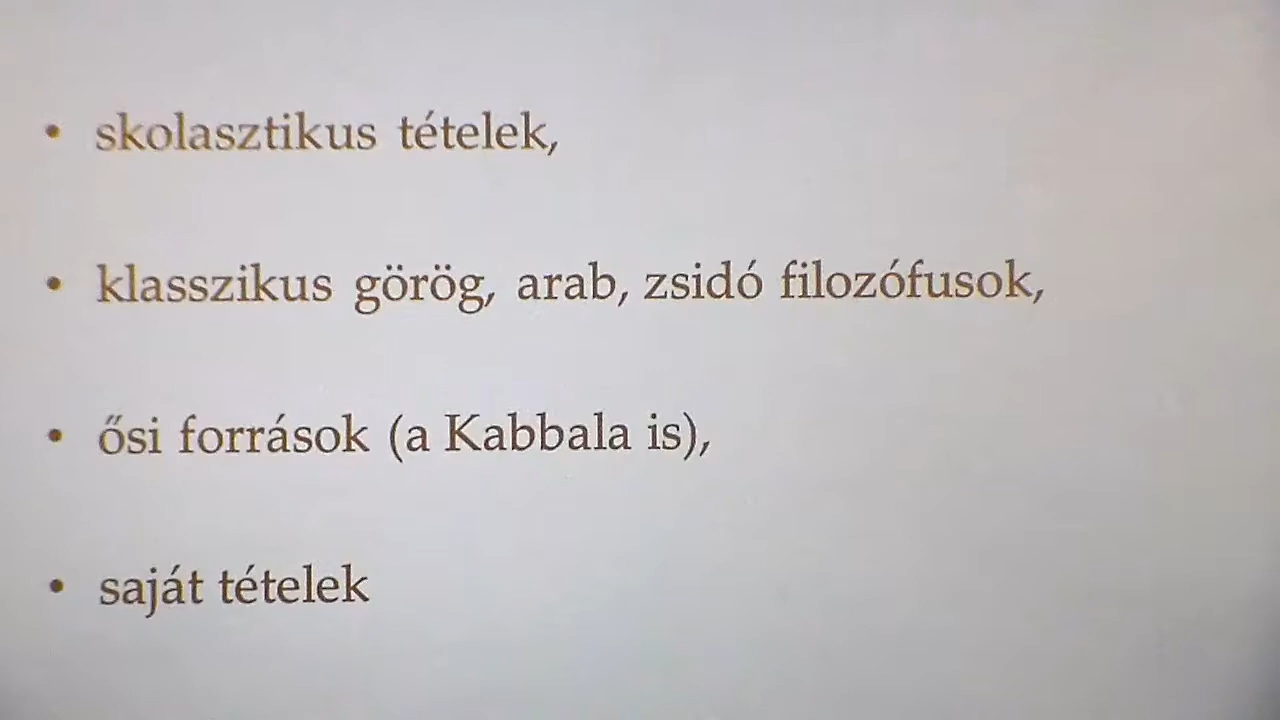 • skolasztikus tételek,
• klasszikus görög, arab, zsidó filozófusok,
• ősi források (a Kabbala is),
• saját tételek